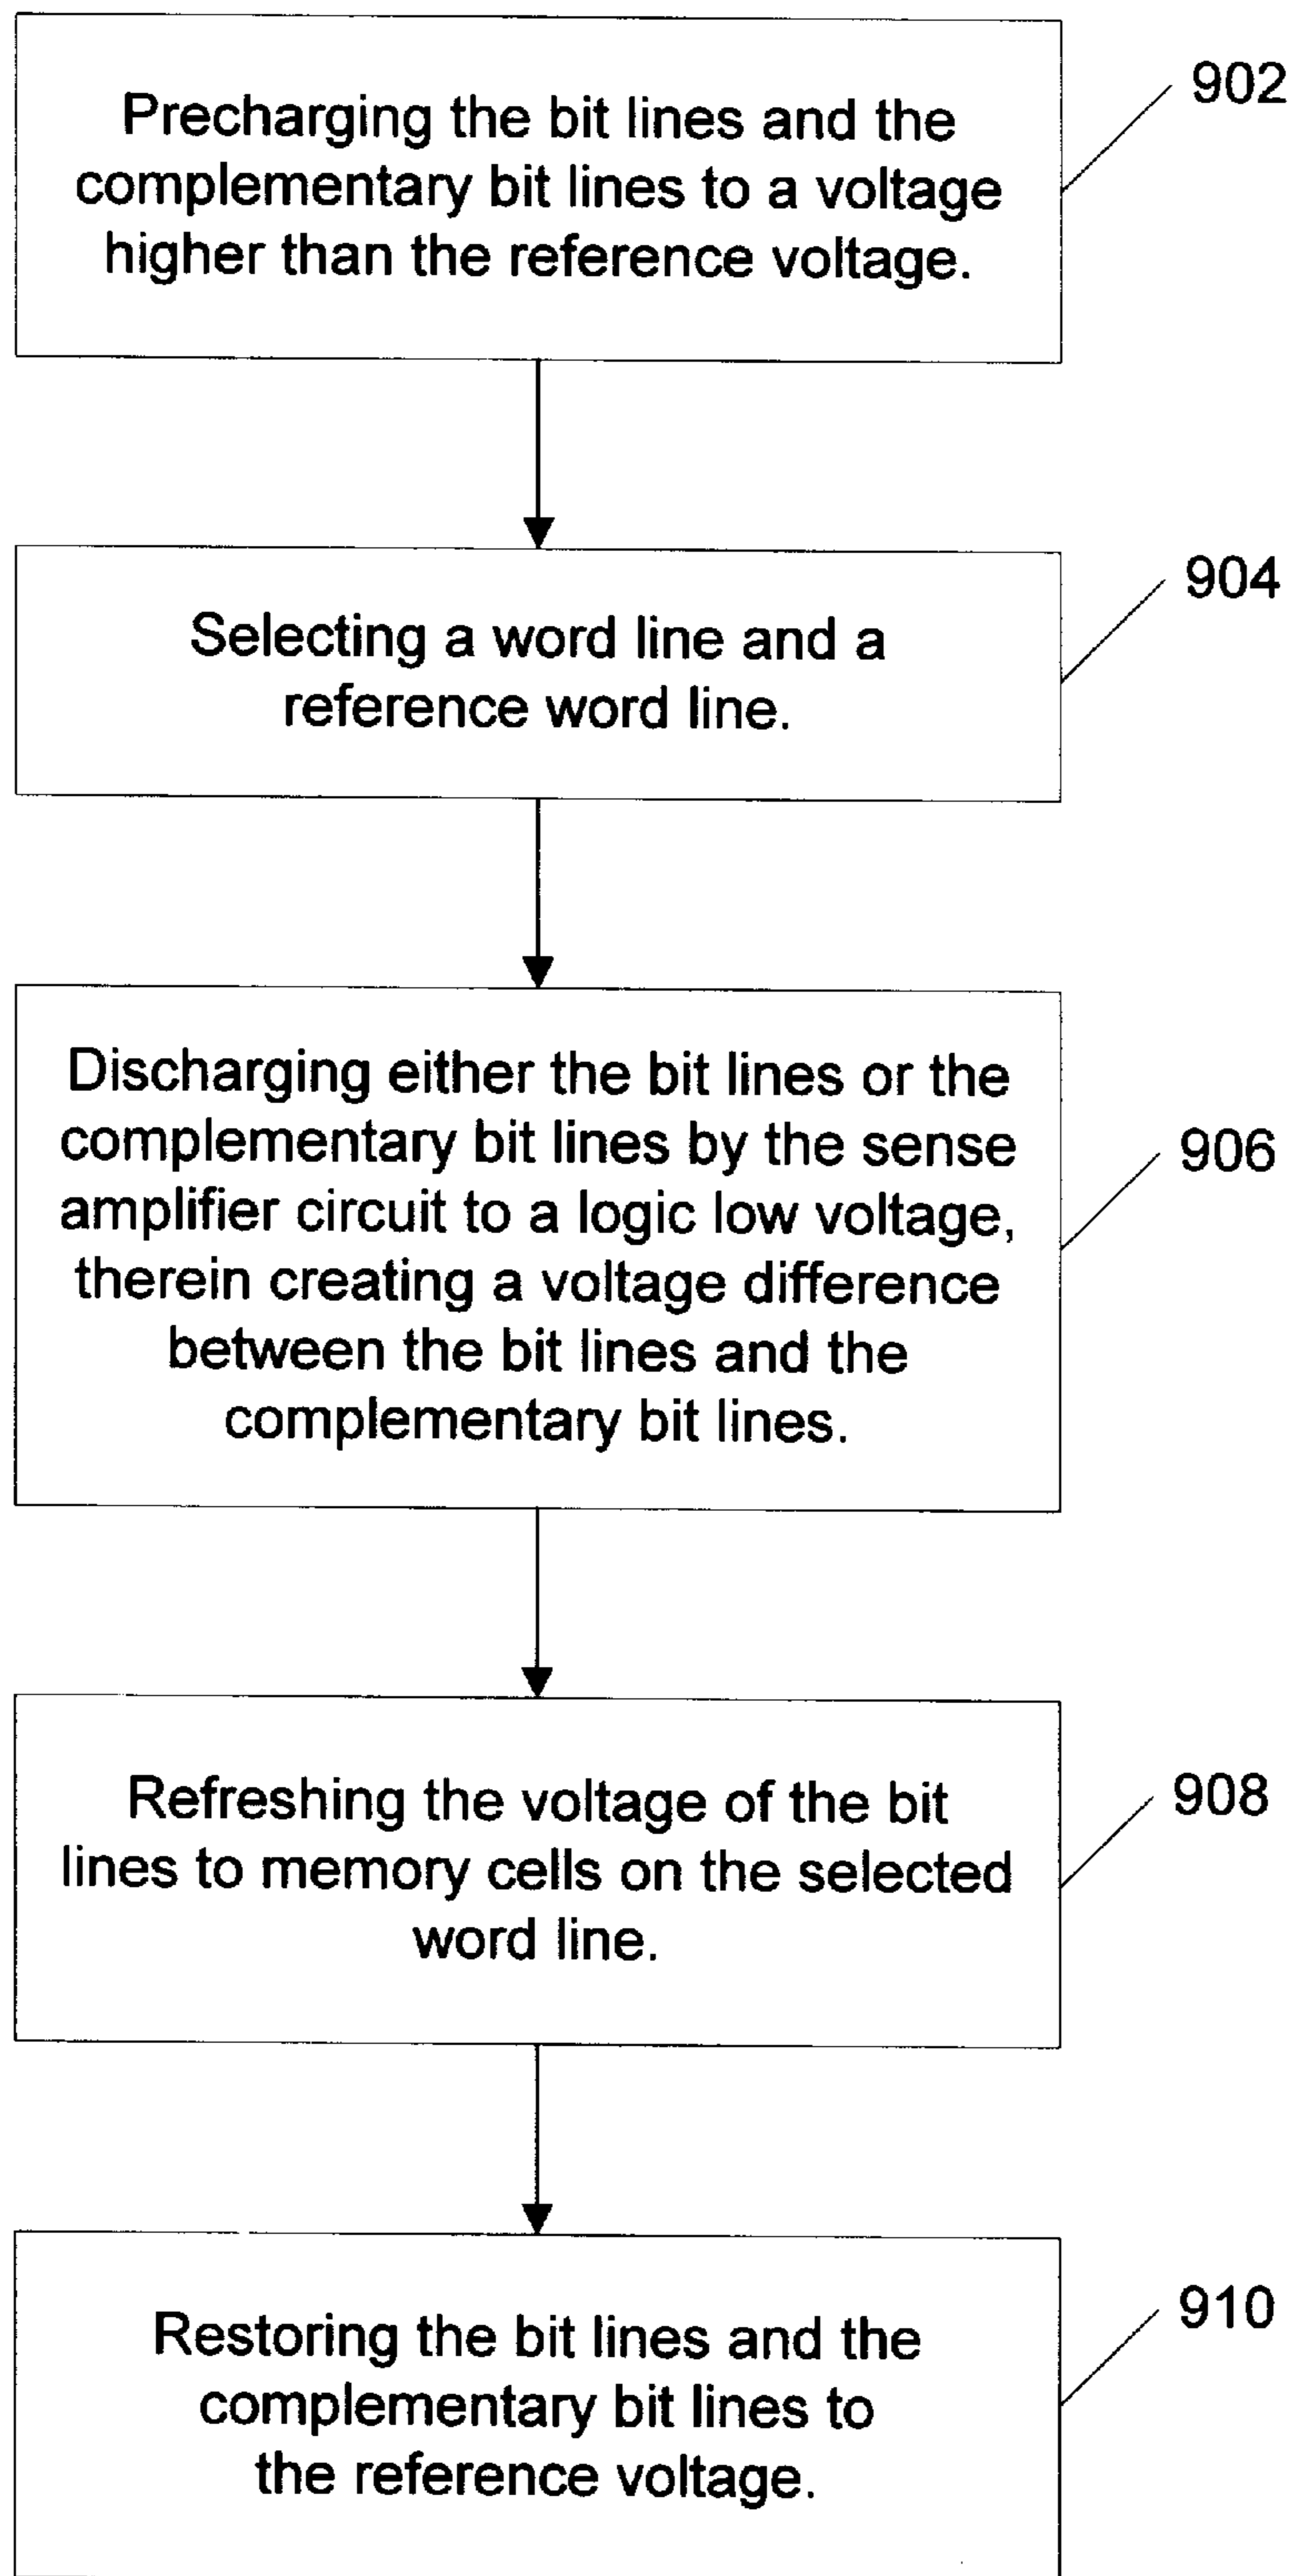 Precharging the bit lines and the
complementary bit lines to a voltage
higher than the reference voltage.
902
Selecting a word line and a
reference word line.
904
Discharging either the bit lines or the
complementary bit lines by the sense
amplifier circuit to a logic low voltage,
therein creating a voltage difference
between the bit lines and the
complementary bit lines.
906
Refreshing the voltage of the bit
lines to memory cells on the selected
word line.
908
Restoring the bit lines and the
complementary bit lines to
the reference voltage.
910